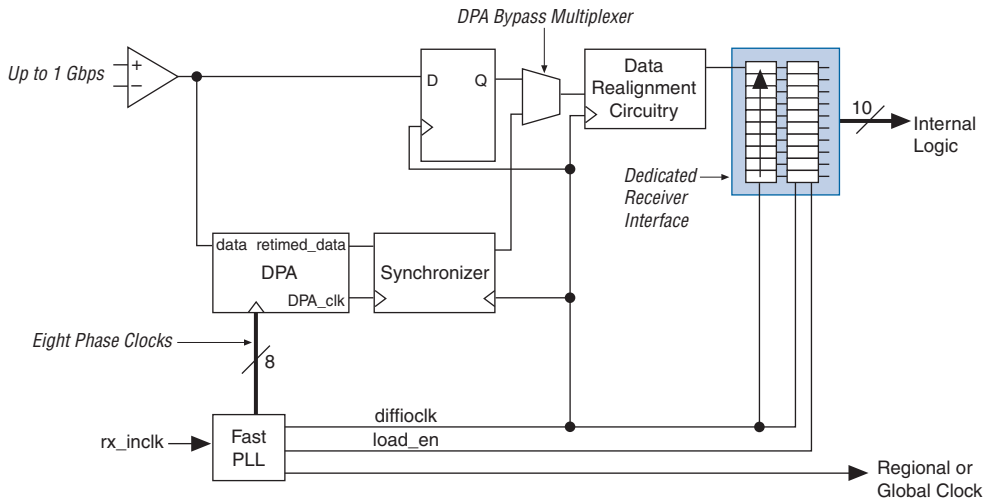 DPA Bypass Multiplexer
Up to 1 Gbps
+
–
D Q
Data
Realignment
Circuitry
10
Internal
Logic
Dedicated
Receiver
Interface
data retimed_data
DPA
DPA_clk
Synchronizer
Eight Phase Clocks
8
rx_inclk
Fast
PLL
diffioclk
load_en
Regional or
Global Clock